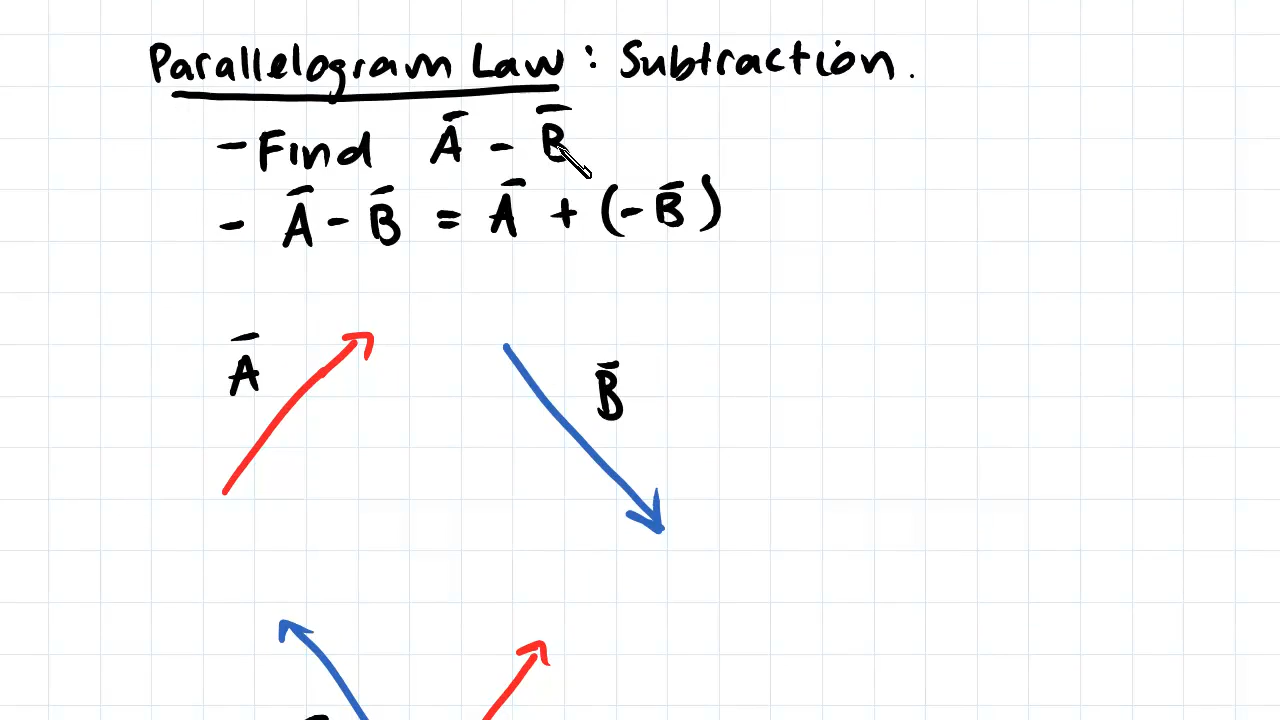 Parallelogram Law : Subtraction.
- Find A̅ - B̅
- A̅ - B̅ = A̅ + (- B̅)
A̅
B̅